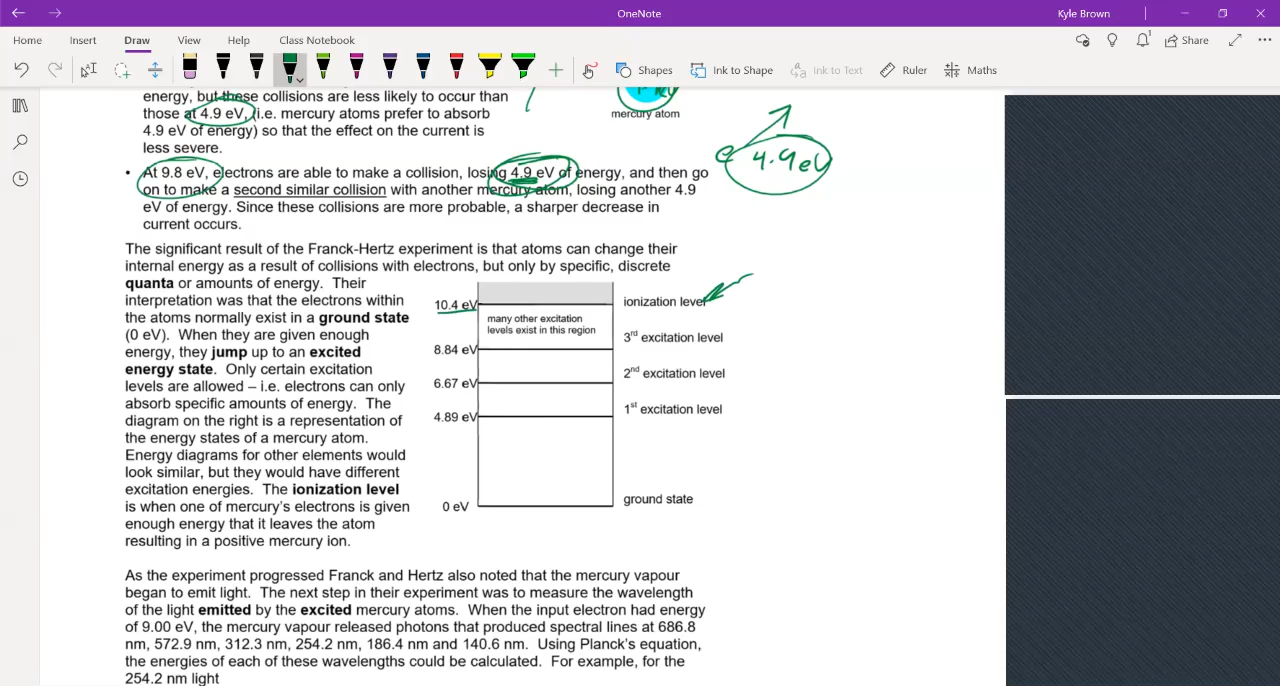 OneNote
Kyle Brown
Home Insert Draw View Help Class Notebook
Share
Shapes Ink to Shape Ink to Text Ruler Maths
energy, but these collisions are less likely to occur than
those at 4.9 eV, (i.e. mercury atoms prefer to absorb
4.9 eV of energy) so that the effect on the current is
less severe.
mercury atom
e 4.9 eV
• At 9.8 eV, electrons are able to make a collision, losing 4.9 eV of energy, and then go
on to make a second similar collision with another mercury atom, losing another 4.9
eV of energy. Since these collisions are more probable, a sharper decrease in
current occurs.
The significant result of the Franck-Hertz experiment is that atoms can change their
internal energy as a result of collisions with electrons, but only by specific, discrete
quanta or amounts of energy. Their
interpretation was that the electrons within
the atoms normally exist in a ground state
(0 eV). When they are given enough
energy, they jump up to an excited
energy state. Only certain excitation
levels are allowed – i.e. electrons can only
absorb specific amounts of energy. The
diagram on the right is a representation of
the energy states of a mercury atom.
Energy diagrams for other elements would
look similar, but they would have different
excitation energies. The ionization level
is when one of mercury's electrons is given
enough energy that it leaves the atom
resulting in a positive mercury ion.
10.4 eV ionization level
many other excitation
levels exist in this region
3rd excitation level
8.84 eV
2nd excitation level
6.67 eV
1st excitation level
4.89 eV
ground state
0 eV
As the experiment progressed Franck and Hertz also noted that the mercury vapour
began to emit light. The next step in their experiment was to measure the wavelength
of the light emitted by the excited mercury atoms. When the input electron had energy
of 9.00 eV, the mercury vapour released photons that produced spectral lines at 686.8
nm, 572.9 nm, 312.3 nm, 254.2 nm, 186.4 nm and 140.6 nm. Using Planck's equation,
the energies of each of these wavelengths could be calculated. For example, for the
254.2 nm light